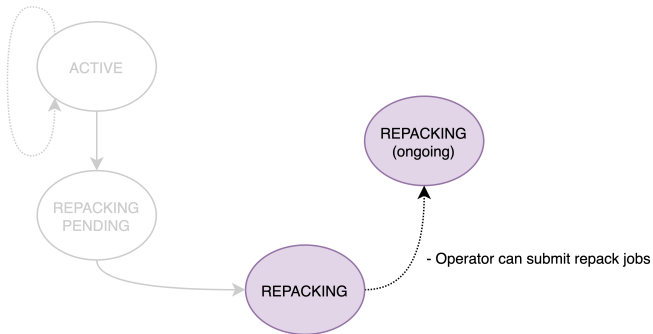 ACTIVE
REPACKING
(ongoing)
REPACKING
PENDING
- Operator can submit repack jobs
REPACKING